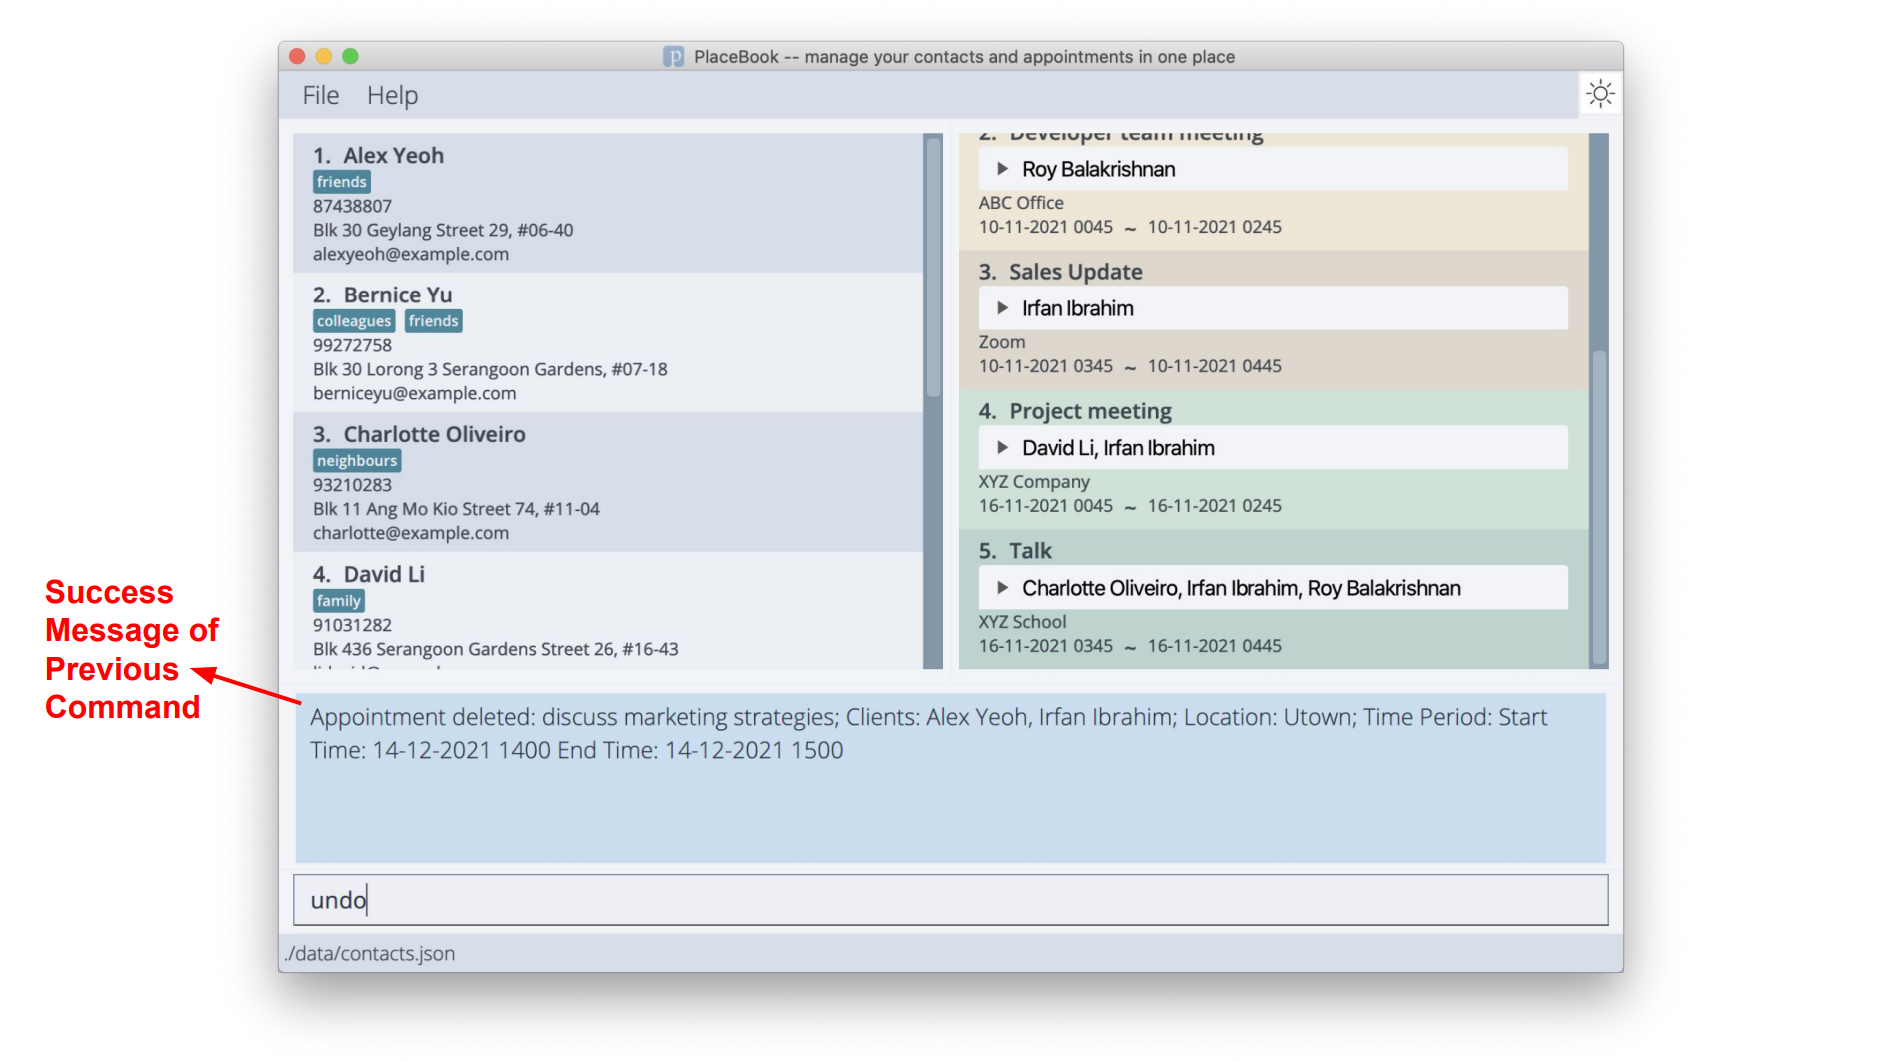 PlaceBook -- manage your contacts and appointments in one place
File Help
1. Alex Yeoh
friends
87438807
Blk 30 Geylang Street 29, #06-40
alexyeoh@example.com
2. Bernice Yu
colleagues friends
99272758
Blk 30 Lorong 3 Serangoon Gardens, #07-18
berniceyu@example.com
3. Charlotte Oliveiro
neighbours
93210283
Blk 11 Ang Mo Kio Street 74, #11-04
charlotte@example.com
4. David Li
family
91031282
Blk 436 Serangoon Gardens Street 26, #16-43
2. Developer team meeting
Roy Balakrishnan
ABC Office
10-11-2021 0045 ~ 10-11-2021 0245
3. Sales Update
Irfan Ibrahim
Zoom
10-11-2021 0345 ~ 10-11-2021 0445
4. Project meeting
David Li, Irfan Ibrahim
XYZ Company
16-11-2021 0045 ~ 16-11-2021 0245
5. Talk
Charlotte Oliveiro, Irfan Ibrahim, Roy Balakrishnan
XYZ School
16-11-2021 0345 ~ 16-11-2021 0445
Success
Message of
Previous
Command
Appointment deleted: discuss marketing strategies; Clients: Alex Yeoh, Irfan Ibrahim; Location: Utown; Time Period: Start
Time: 14-12-2021 1400 End Time: 14-12-2021 1500
undo
./data/contacts.json